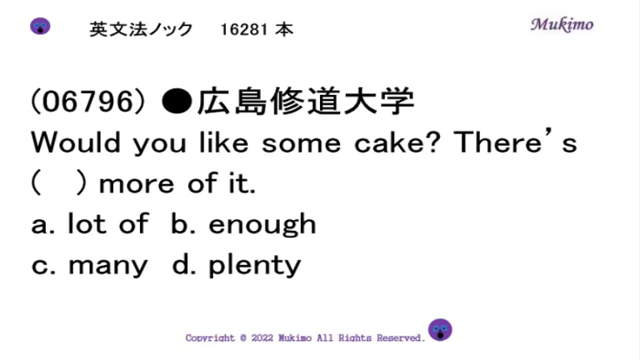 英文法ノック 16281 本
Mukimo
(06796) ●広島修道大学
Would you like some cake? There's
( ) more of it.
a. lot of b. enough
c. many d. plenty
Copyright @ 2022 Mukimo All Rights Reserved.